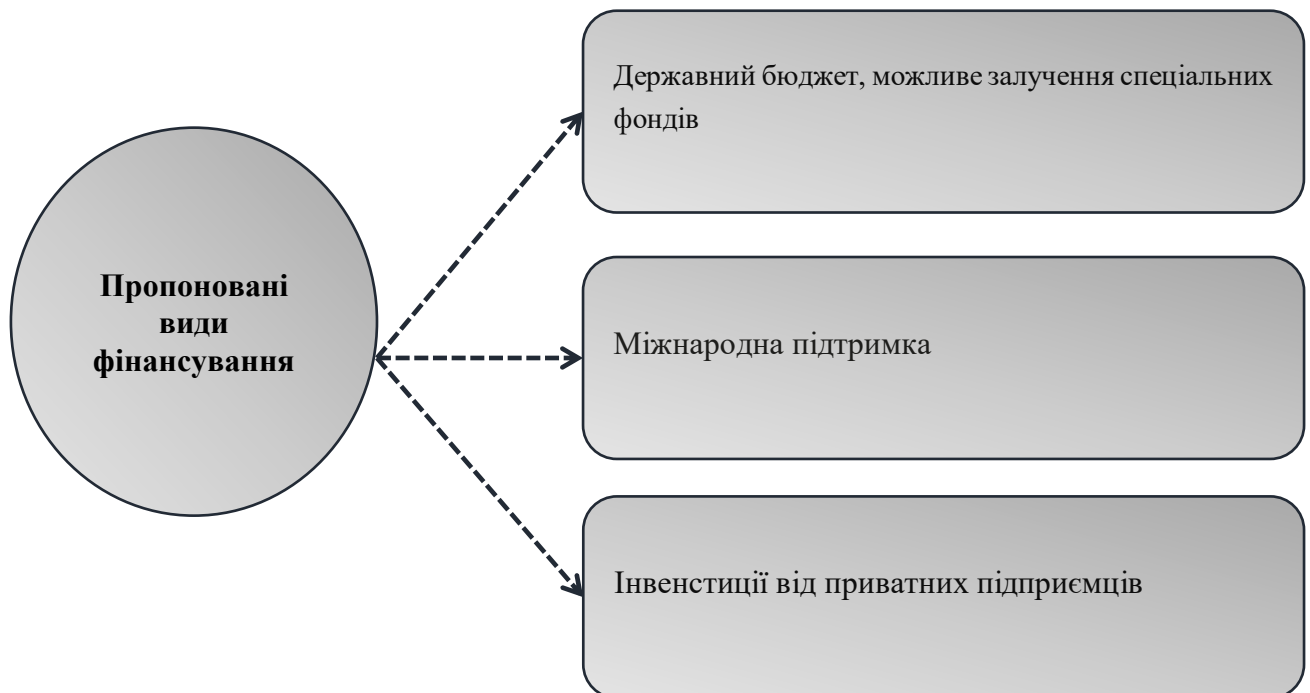 Пропоновані
види
фінансування
Державний бюджет, можливе залучення спеціальних
фондів
Міжнародна підтримка
Інвенстиції від приватних підприємців